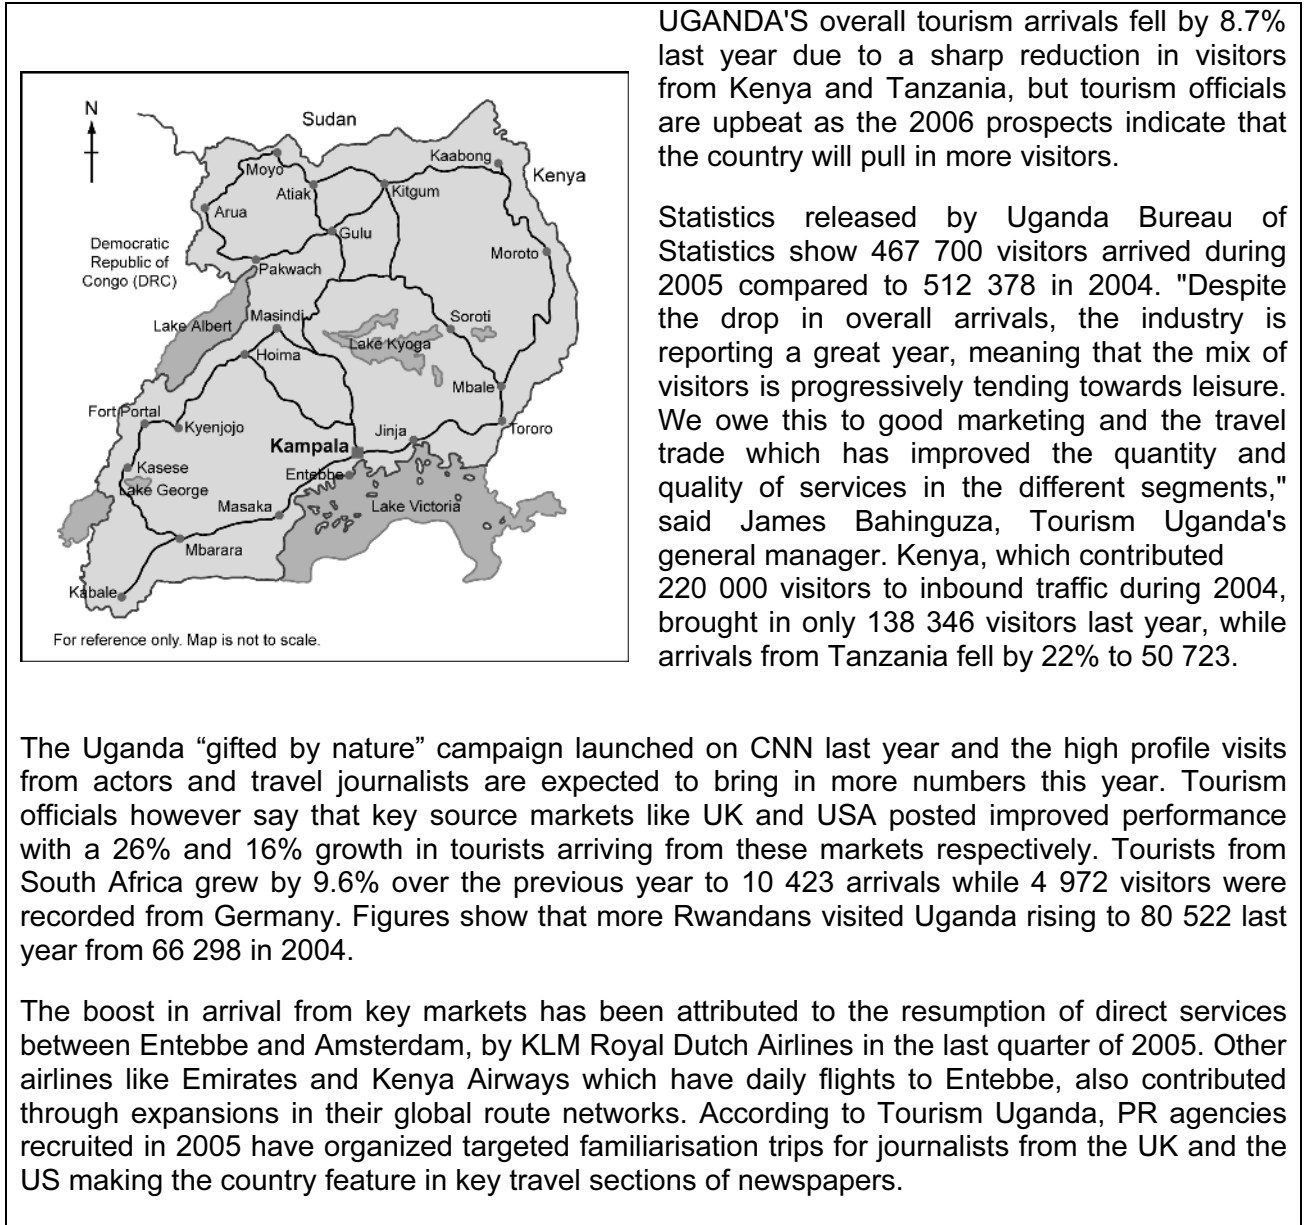 UGANDA'S overall tourism arrivals fell by 8.7%
last year due to a sharp reduction in visitors
from Kenya and Tanzania, but tourism officials
are upbeat as the 2006 prospects indicate that
the country will pull in more visitors.
Statistics released by Uganda Bureau of
Statistics show 467 700 visitors arrived during
2005 compared to 512 378 in 2004. "Despite
the drop in overall arrivals, the industry is
reporting a great year, meaning that the mix of
visitors is progressively tending towards leisure.
We owe this to good marketing and the travel
trade which has improved the quantity and
quality of services in the different segments,"
said James Bahinguza, Tourism Uganda's
general manager. Kenya, which contributed
220 000 visitors to inbound traffic during 2004,
brought in only 138 346 visitors last year, while
arrivals from Tanzania fell by 22% to 50 723.
N
Sudan
Kaabong
Kenya
Moyo
Atiak
Kitgum
Arua
Gulu
Democratic
Republic of
Congo (DRC)
Moroto
Pakwach
Lake Albert
Masindi
Soroti
Lake Kyoga
Hoima
Mbale
Fort Portal
Kyenjojo
Jinja
Tororo
Kampala
Kasese
Entebbe
Lake George
Masaka
Lake Victoria
Mbarara
Kabale
For reference only. Map is not to scale.
The Uganda “gifted by nature” campaign launched on CNN last year and the high profile visits
from actors and travel journalists are expected to bring in more numbers this year. Tourism
officials however say that key source markets like UK and USA posted improved performance
with a 26% and 16% growth in tourists arriving from these markets respectively. Tourists from
South Africa grew by 9.6% over the previous year to 10 423 arrivals while 4 972 visitors were
recorded from Germany. Figures show that more Rwandans visited Uganda rising to 80 522 last
year from 66 298 in 2004.
The boost in arrival from key markets has been attributed to the resumption of direct services
between Entebbe and Amsterdam, by KLM Royal Dutch Airlines in the last quarter of 2005. Other
airlines like Emirates and Kenya Airways which have daily flights to Entebbe, also contributed
through expansions in their global route networks. According to Tourism Uganda, PR agencies
recruited in 2005 have organized targeted familiarisation trips for journalists from the UK and the
US making the country feature in key travel sections of newspapers.